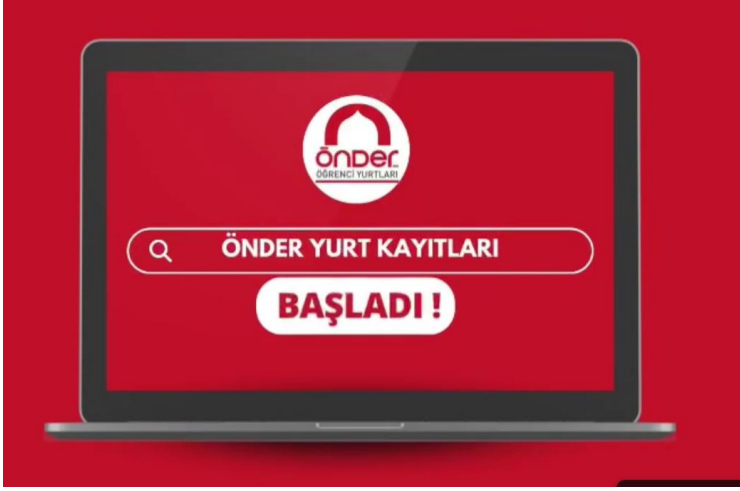 ÖNDER
ÖĞRENCİ YURTLARI
ÖNDER YURT KAYITLARI
BAŞLADI !